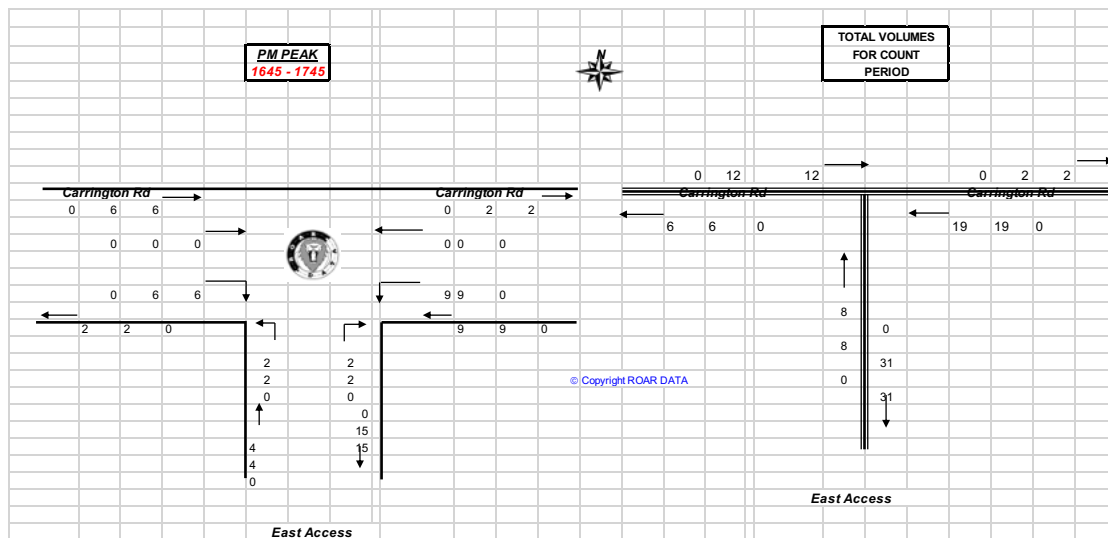 TOTAL VOLUMES
FOR COUNT
PERIOD
PM PEAK
1645 - 1745
N
0 12 12
0 2 2
Carrington Rd
Carrington Rd
Carrington Rd
Carrington Rd
0 6 6
0 2 2
6 6 0
19 19 0
0 0 0
0 0 0
0 6 6
9 9 0
2 2 0
9 9 0
8
0
8
31
0
31
2
2
2
2
0
0
© Copyright ROAR DATA
0
15
4
15
4
0
East Access
East Access